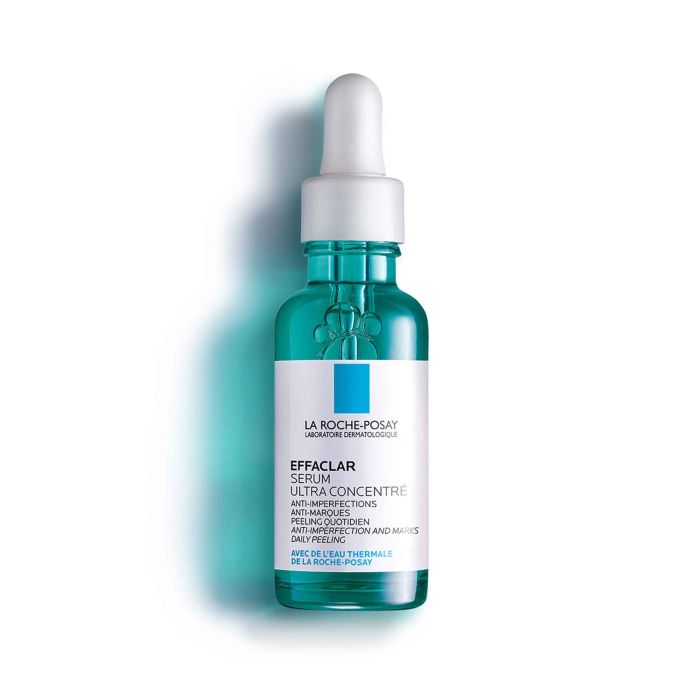 LA ROCHE-POSAY
LABORATOIRE DERMATOLOGIQUE
EFFACLAR
SERUM
ULTRA CONCENTRÉ
ANTI-IMPERFECTIONS
ANTI-MARQUES
PEELING QUOTIDIEN
ANTI-IMPERFECTION AND MARKS
DAILY PEELING
AVEC DE L'EAU THERMALE
DE LA ROCHE-POSAY